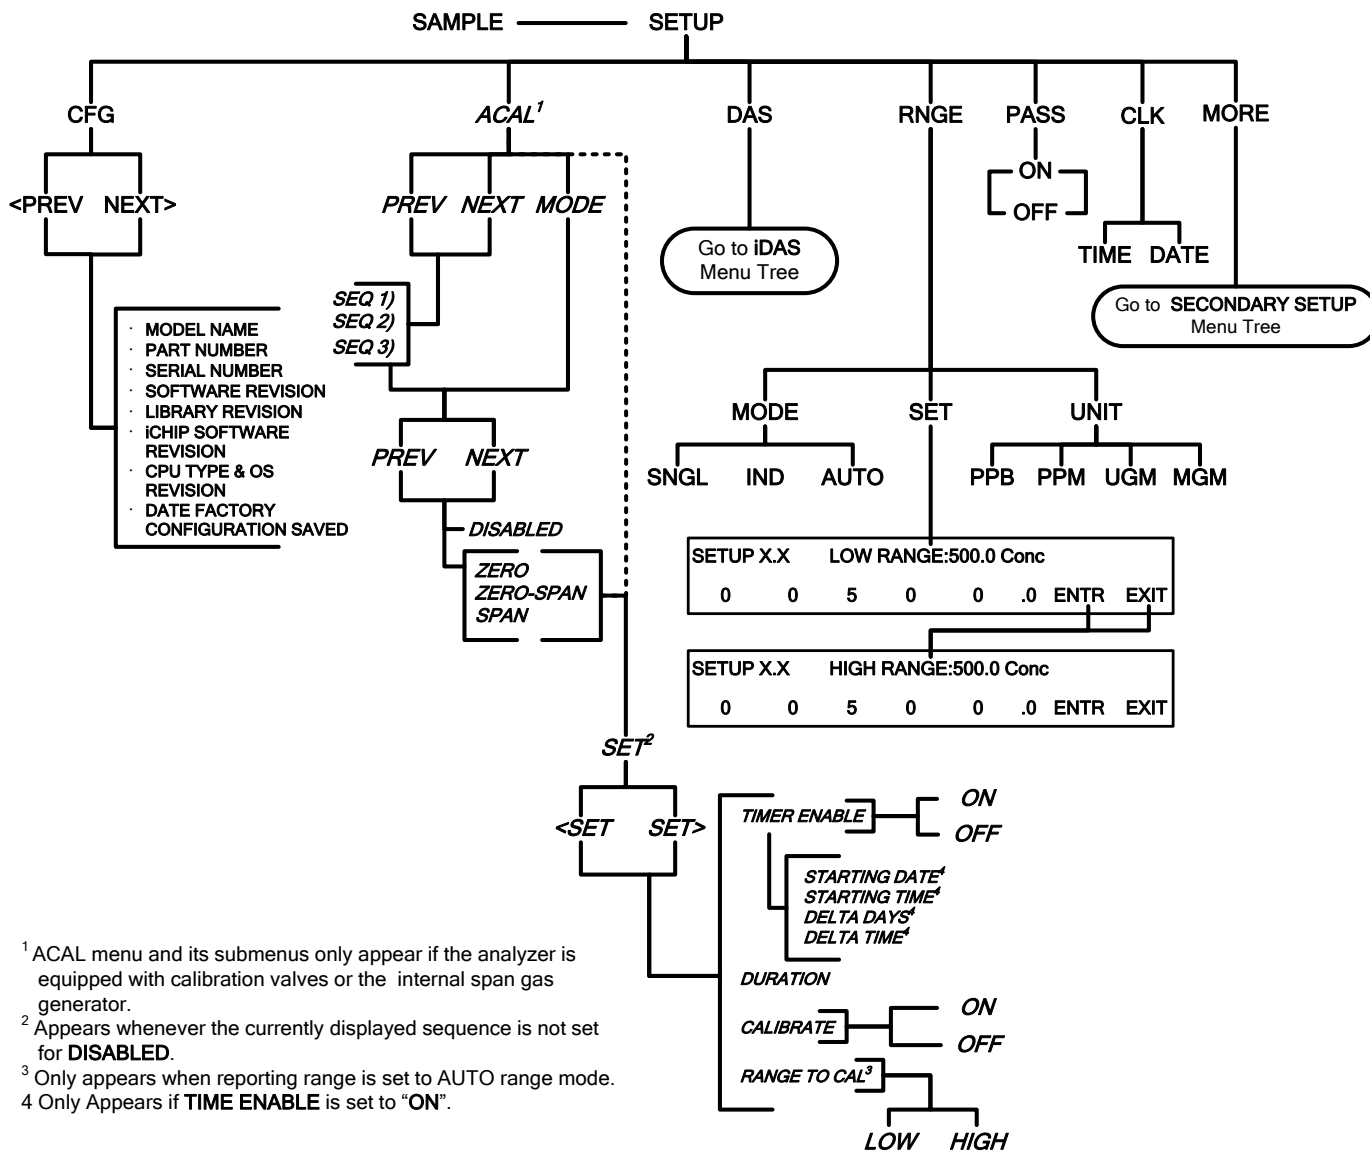 SAMPLE SETUP
CFG ACAL¹ DAS RNGE PASS CLK MORE
<PREV NEXT>
PREV NEXT MODE
ON
OFF
TIME DATE
Go to iDAS
Menu Tree
Go to SECONDARY SETUP
Menu Tree
SEQ 1)
SEQ 2)
SEQ 3)
· MODEL NAME
· PART NUMBER
· SERIAL NUMBER
· SOFTWARE REVISION
· LIBRARY REVISION
· iCHIP SOFTWARE
REVISION
· CPU TYPE & OS
REVISION
· DATE FACTORY
CONFIGURATION SAVED
PREV NEXT
DISABLED
ZERO
ZERO-SPAN
SPAN
MODE SET UNIT
SNGL IND AUTO
PPB PPM UGM MGM
SETUP X.X LOW RANGE:500.0 Conc
0 0 5 0 0 .0 ENTR EXIT
SETUP X.X HIGH RANGE:500.0 Conc
0 0 5 0 0 .0 ENTR EXIT
SET²
<SET SET>
TIMER ENABLE
ON
OFF
STARTING DATE⁴
STARTING TIME⁴
DELTA DAYS⁴
DELTA TIME⁴
DURATION
CALIBRATE
ON
OFF
RANGE TO CAL³
LOW HIGH
¹ ACAL menu and its submenus only appear if the analyzer is
equipped with calibration valves or the internal span gas
generator.
² Appears whenever the currently displayed sequence is not set
for DISABLED.
³ Only appears when reporting range is set to AUTO range mode.
4 Only Appears if TIME ENABLE is set to “ON”.